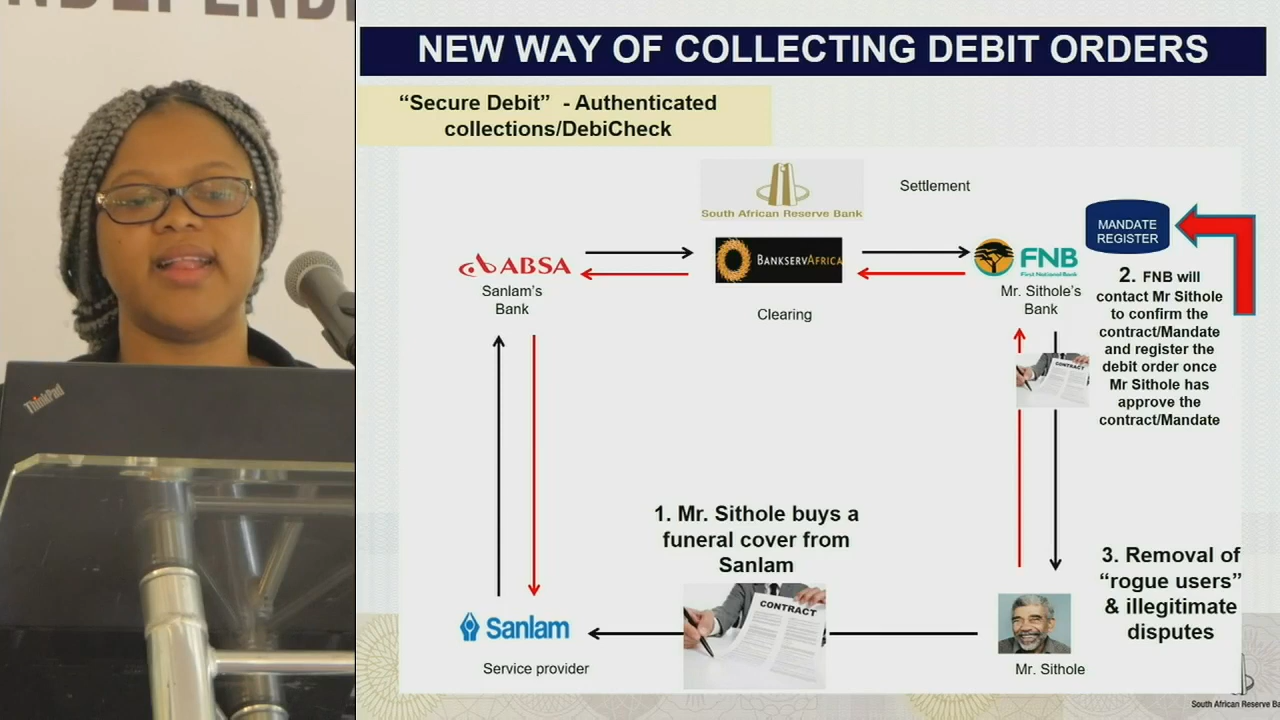 NEW WAY OF COLLECTING DEBIT ORDERS
“Secure Debit” - Authenticated
collections/DebiCheck
South African Reserve Bank
Settlement
MANDATE
REGISTER
ABSA
BANKSERVAFRICA
FNB
First National Bank
Sanlam’s
Bank
Clearing
Mr. Sithole’s
Bank
2. FNB will
contact Mr Sithole
to confirm the
contract/Mandate
and register the
debit order once
Mr Sithole has
approve the
contract/Mandate
CONTRACT
ThinkPad
1. Mr. Sithole buys a
funeral cover from
Sanlam
CONTRACT
3. Removal of
“rogue users”
& illegitimate
disputes
Sanlam
Service provider
Mr. Sithole
South African Reserve Ba